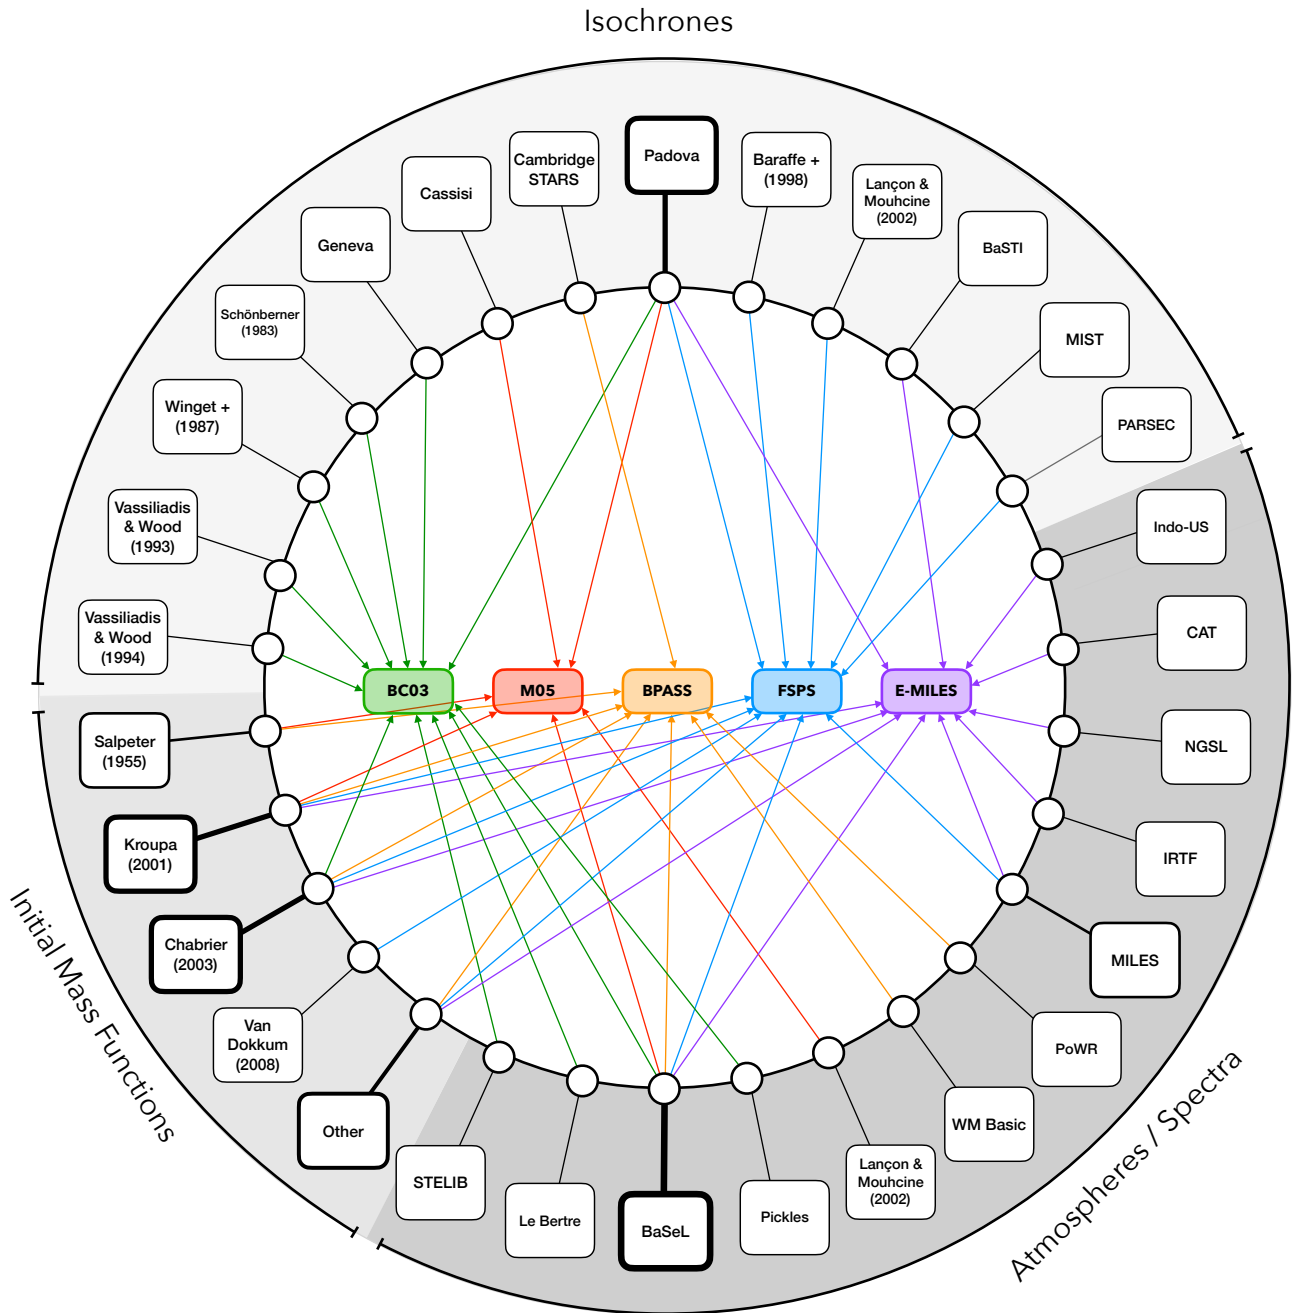 Isochrones
Padova
Cambridge
STARS
Baraffe +
(1998)
Cassisi
Lançon &
Mouhcine
(2002)
Geneva
BaSTI
Schönberner
(1983)
MIST
Winget +
(1987)
PARSEC
Vassiliadis
& Wood
(1993)
Indo-US
Vassiliadis
& Wood
(1994)
CAT
BC03
M05
BPASS
FSPS
E-MILES
Salpeter
(1955)
NGSL
Kroupa
(2001)
IRTF
Chabrier
(2003)
MILES
Van
Dokkum
(2008)
PoWR
Other
WM Basic
STELIB
Lançon &
Mouhcine
(2002)
Le Bertre
BaSeL
Pickles
Initial Mass Functions
Atmospheres / Spectra